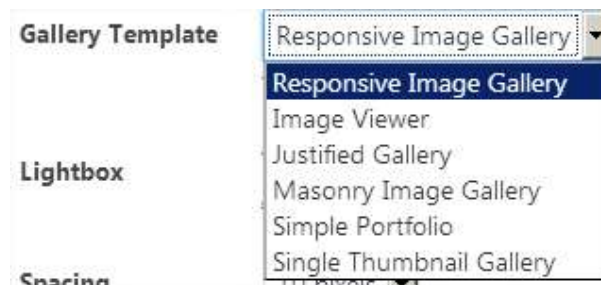 Gallery Template
Responsive Image Gallery
Responsive Image Gallery
Image Viewer
Justified Gallery
Lightbox
Masonry Image Gallery
Simple Portfolio
Single Thumbnail Gallery
Spacing